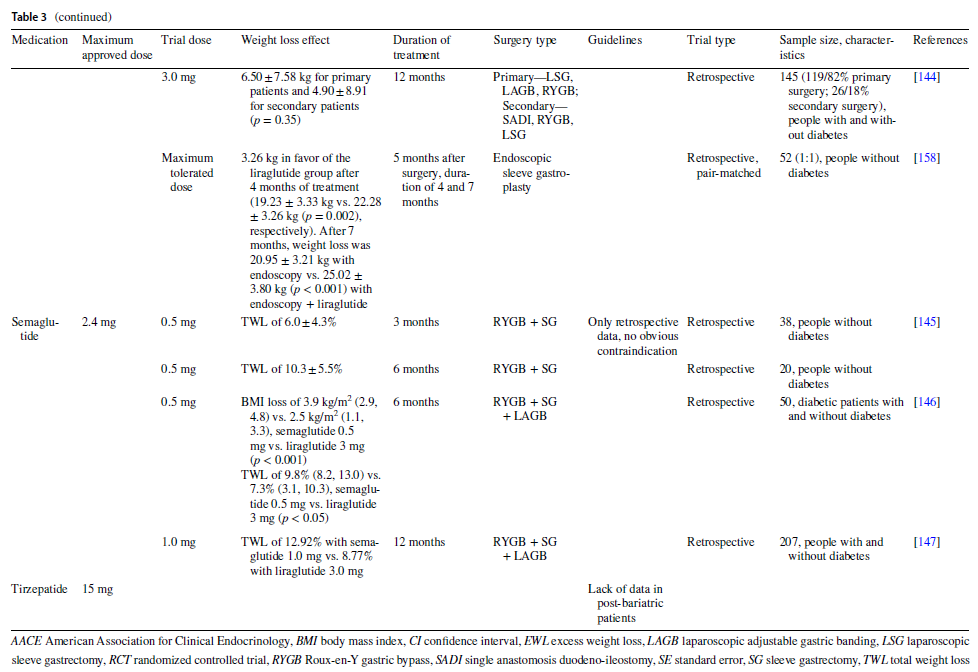 Table 3 (continued)
Medication Maximum approved dose Trial dose Weight loss effect Duration of treatment Surgery type Guidelines Trial type Sample size, character-istics References
3.0 mg
6.50 ± 7.58 kg for primary
patients and 4.90 ± 8.91
for secondary patients
(p = 0.35)
12 months
Primary—LSG,
LAGB, RYGB;
Secondary—
SADI, RYGB,
LSG
Retrospective
145 (119/82% primary
surgery; 26/18%
secondary surgery),
people with and with-
out diabetes
[144]
Maximum
tolerated
dose
3.26 kg in favor of the
liraglutide group after
4 months of treatment
(19.23 ± 3.33 kg vs. 22.28
± 3.26 kg (p = 0.002),
respectively). After 7
months, weight loss was
20.95 ± 3.21 kg with
endoscopy vs. 25.02 ±
3.80 kg (p < 0.001) with
endoscopy + liraglutide
5 months after
surgery, dura-
tion of 4 and 7
months
Endoscopic
sleeve gastro-
plasty
Retrospective,
pair-matched
52 (1:1), people without
diabetes
[158]
Semaglu-
tide
2.4 mg
0.5 mg
TWL of 6.0 ± 4.3%
3 months
RYGB + SG
Only retrospective
data, no obvious
contraindication
Retrospective
38, people without
diabetes
[145]
0.5 mg
TWL of 10.3 ± 5.5%
6 months
RYGB + SG
Retrospective
20, people without
diabetes
0.5 mg
BMI loss of 3.9 kg/m² (2.9,
4.8) vs. 2.5 kg/m² (1.1,
3.3), semaglutide 0.5
mg vs. liraglutide 3 mg
(p < 0.001)
TWL of 9.8% (8.2, 13.0) vs.
7.3% (3.1, 10.3), semaglu-
tide 0.5 mg vs. liraglutide
3 mg (p < 0.05)
6 months
RYGB + SG
+ LAGB
Retrospective
50, diabetic patients with
and without diabetes
[146]
1.0 mg
TWL of 12.92% with sema-
glutide 1.0 mg vs. 8.77%
with liraglutide 3.0 mg
12 months
RYGB + SG
+ LAGB
Retrospective
207, people with and
without diabetes
[147]
Tirzepatide
15 mg
Lack of data in
post-bariatric
patients
AACE American Association for Clinical Endocrinology, BMI body mass index, CI confidence interval, EWL excess weight loss, LAGB laparoscopic adjustable gastric banding, LSG laparoscopic
sleeve gastrectomy, RCT randomized controlled trial, RYGB Roux-en-Y gastric bypass, SADI single anastomosis duodeno-ileostomy, SE standard error, SG sleeve gastrectomy, TWL total weight loss